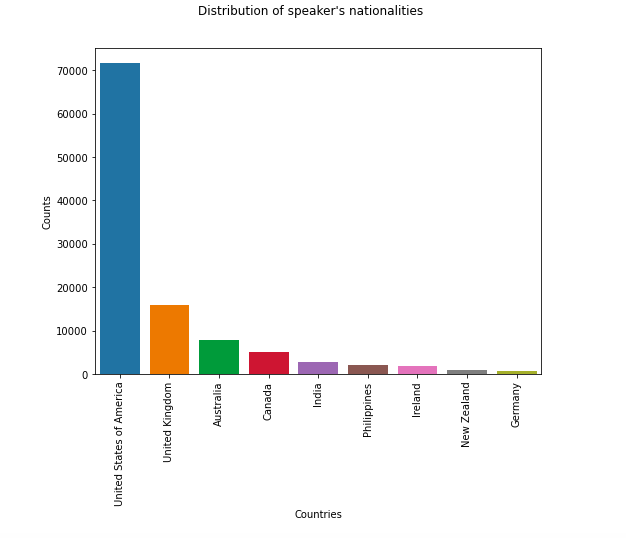 Distribution of speaker's nationalities
70000
60000
50000
40000
30000
20000
10000
0
Counts
United States of America
United Kingdom
Australia
Canada
India
Philippines
Ireland
New Zealand
Germany
Countries